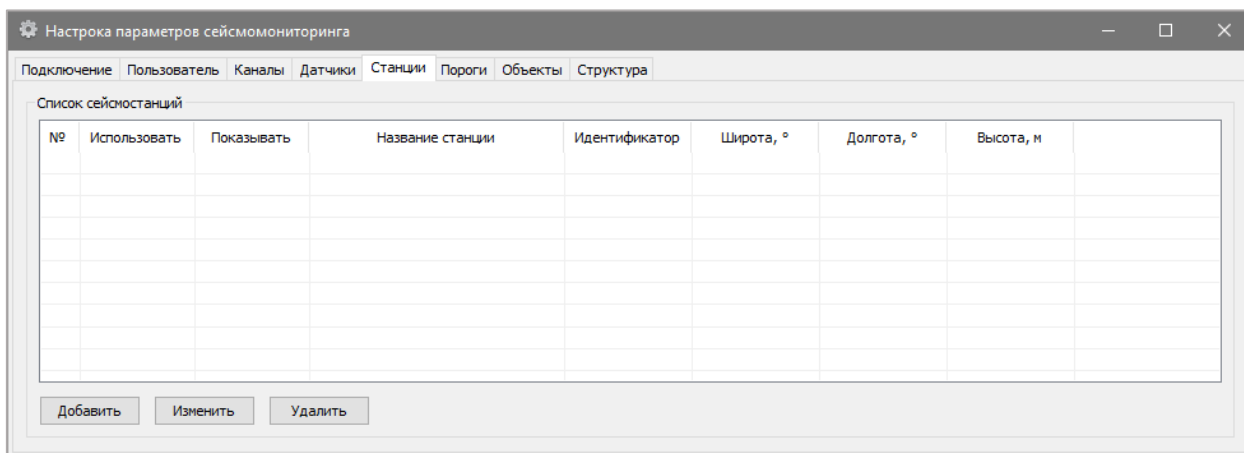 Настрока параметров сейсмомониторинга
Подключение Пользователь Каналы Датчики Станции Пороги Объекты Структура
Список сейсмостанций
№ Использовать Показывать Название станции Идентификатор Широта, ° Долгота, ° Высота, м
Добавить Изменить Удалить